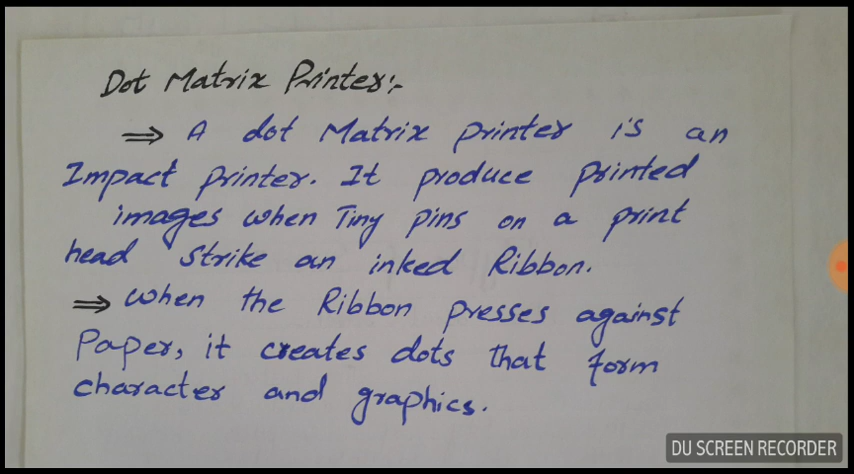 Dot Matrix Printer:-
⇒ A dot Matrix printer is an
Impact printer. It produce printed
images when Tiny pins on a print
head strike an inked Ribbon.
⇒ When the Ribbon presses against
Paper, it creates dots that form
character and graphics.
DU SCREEN RECORDER